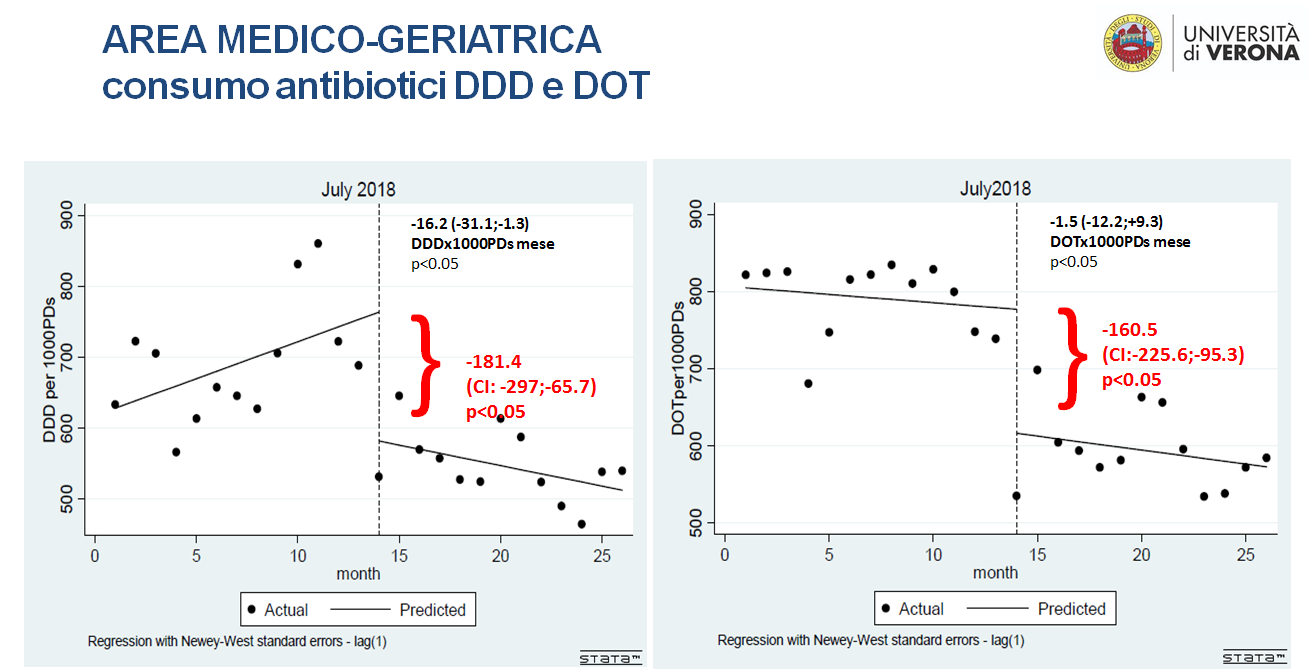 AREA MEDICO-GERIATRICA
consumo antibiotici DDD e DOT
UNIVERSITÀ
di VERONA
July 2018
-16.2 (-31.1;-1.3)
DDDx1000PDs mese
p<0.05
-181.4
(CI: -297;-65.7)
p<0.05
DDD per 1000PDs
900
800
700
600
500
0 5 10 15 20 25
month
Actual Predicted
Regression with Newey-West standard errors - lag(1)
STATA™
July2018
-1.5 (-12.2;+9.3)
DOTx1000PDs mese
p<0.05
-160.5
(CI:-225.6;-95.3)
p<0.05
DOTper1000PDs
900
800
700
600
500
0 5 10 15 20 25
month
Actual Predicted
Regression with Newey-West standard errors - lag(1)
STATA™